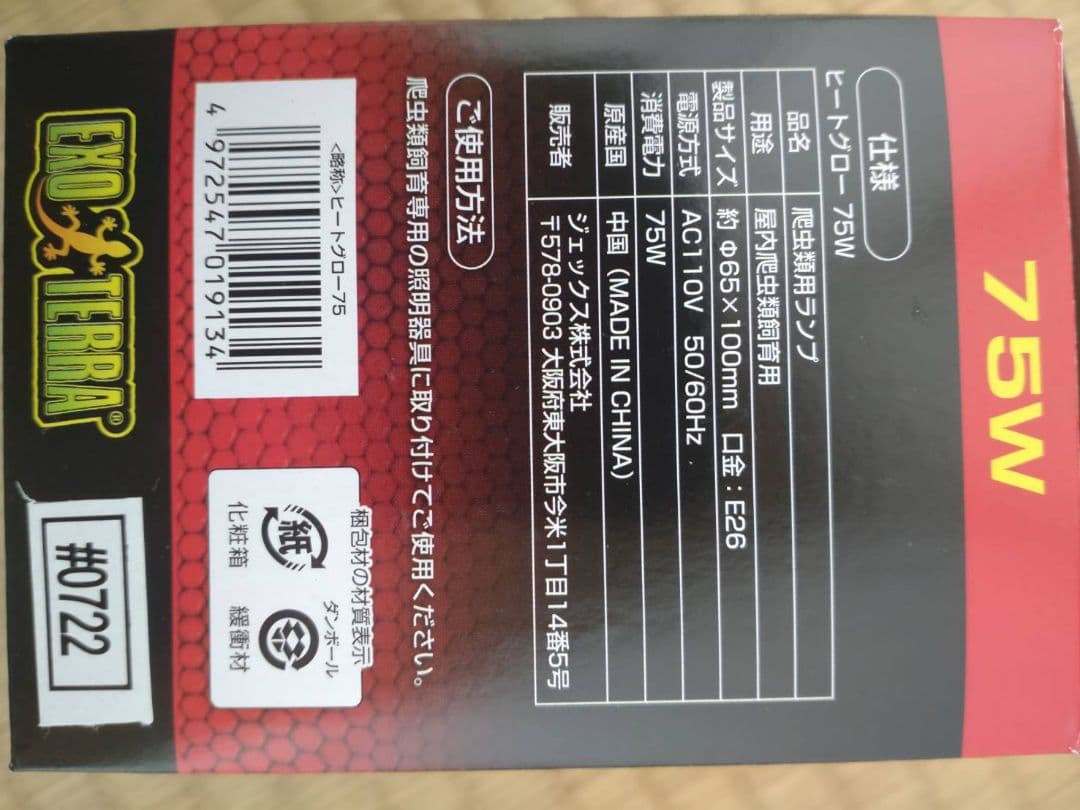 75W
仕様
ヒートグロー 75W
品名 爬虫類用ランプ
用途 屋内爬虫類飼育用
製品サイズ 約 Φ65×100mm 口金：E26
電源方式 AC110V 50/60Hz
消費電力 75W
原産国 中国（MADE IN CHINA）
販売者 ジェックス株式会社
〒578-0903 大阪府東大阪市今米1丁目14番5号
ご使用方法
爬虫類飼育専用の照明器具に取り付けてご使用ください。
<略称>ヒートグロー75
4 972547 019134
梱包材の材質表示
紙
化粧箱
ダンボール
緩衝材
EXO TERRA®
#0722